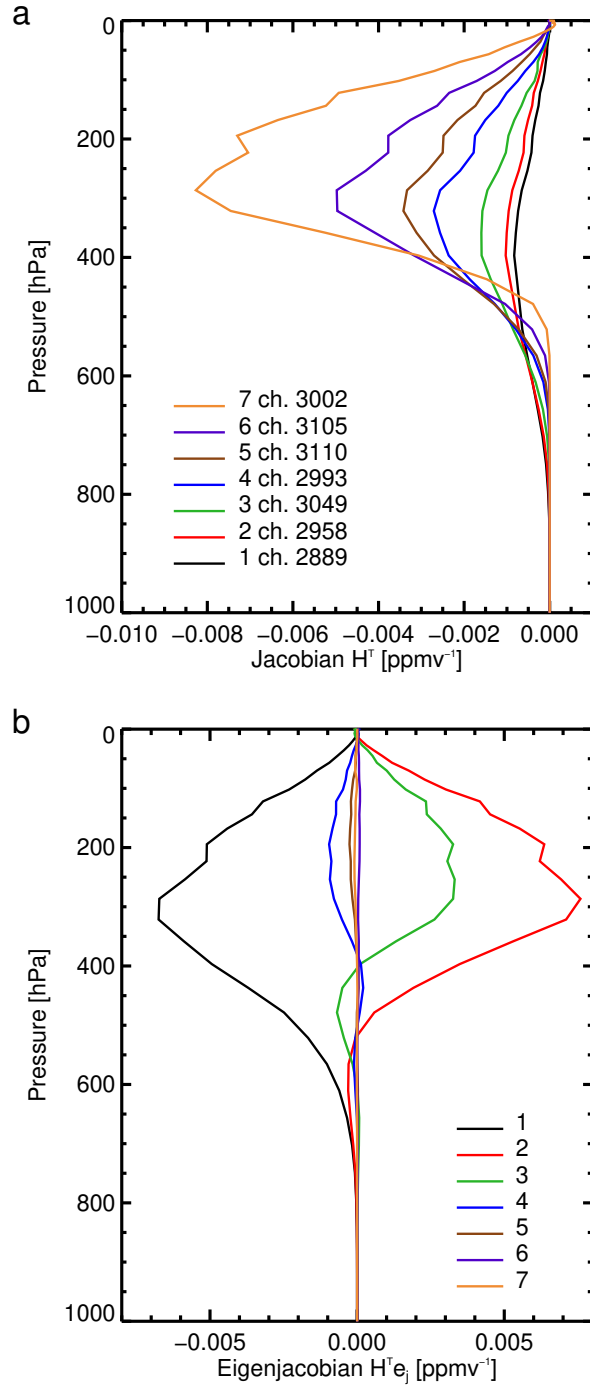 a
0
200
400
600
800
1000
Pressure [hPa]
7 ch. 3002
6 ch. 3105
5 ch. 3110
4 ch. 2993
3 ch. 3049
2 ch. 2958
1 ch. 2889
−0.010 −0.008 −0.006 −0.004 −0.002 0.000
Jacobian Hᵀ [ppmv⁻¹]
b
0
200
400
600
800
1000
Pressure [hPa]
1
2
3
4
5
6
7
−0.005 0.000 0.005
Eigenjacobian Hᵀeⱼ [ppmv⁻¹]